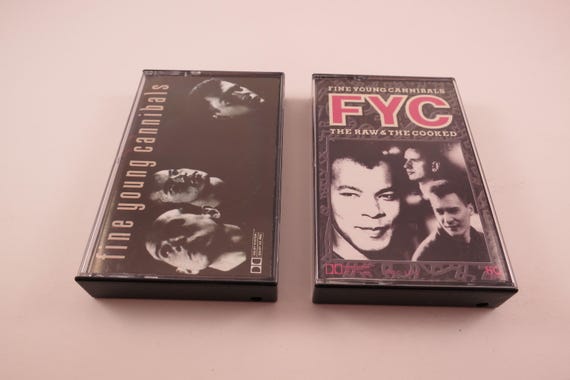 fine young cannibals
FINE YOUNG CANNIBALS
FYC
THE RAW & THE COOKED